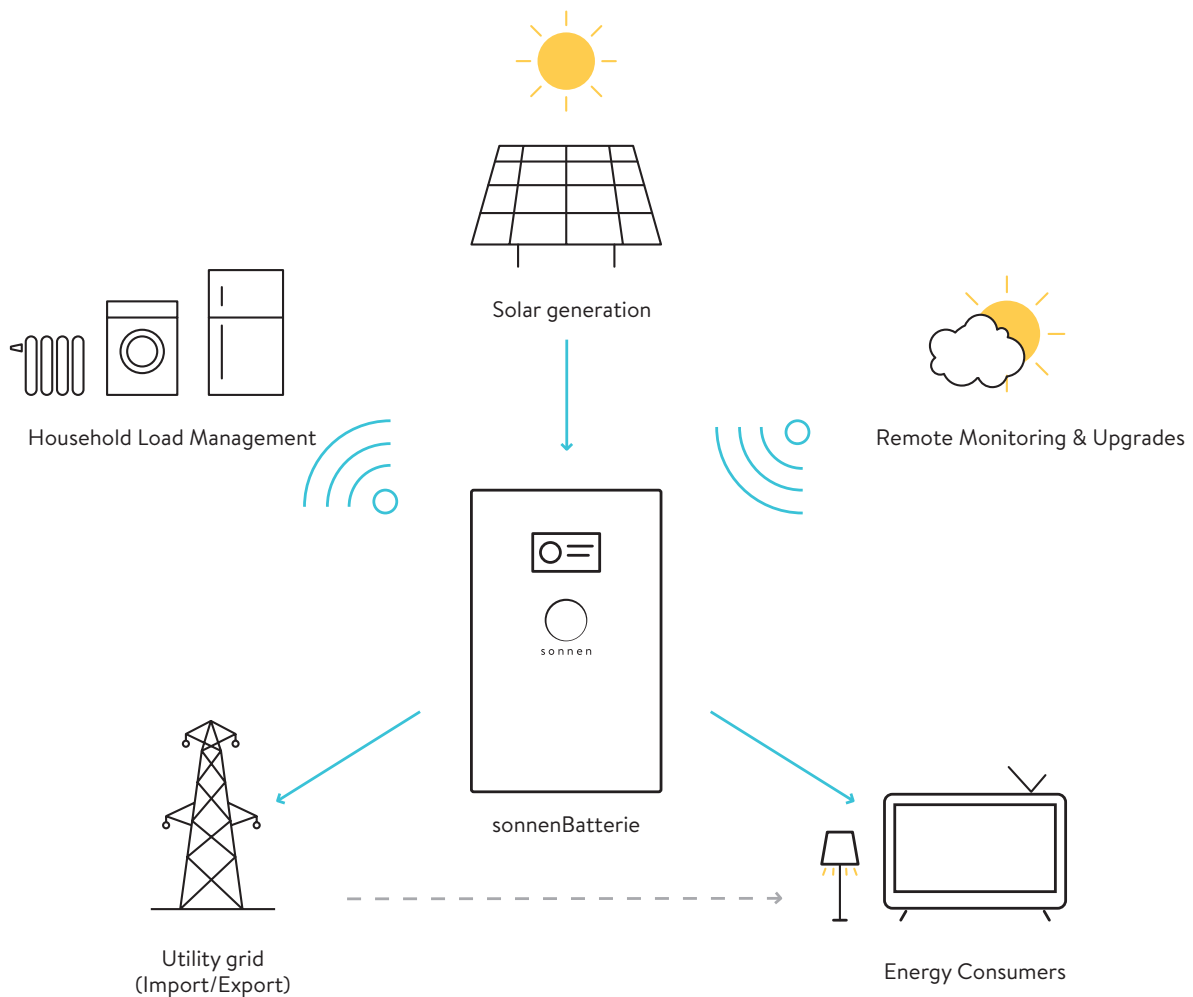 Solar generation
Household Load Management
Remote Monitoring & Upgrades
sonnen
sonnenBatterie
Utility grid
(Import/Export)
Energy Consumers